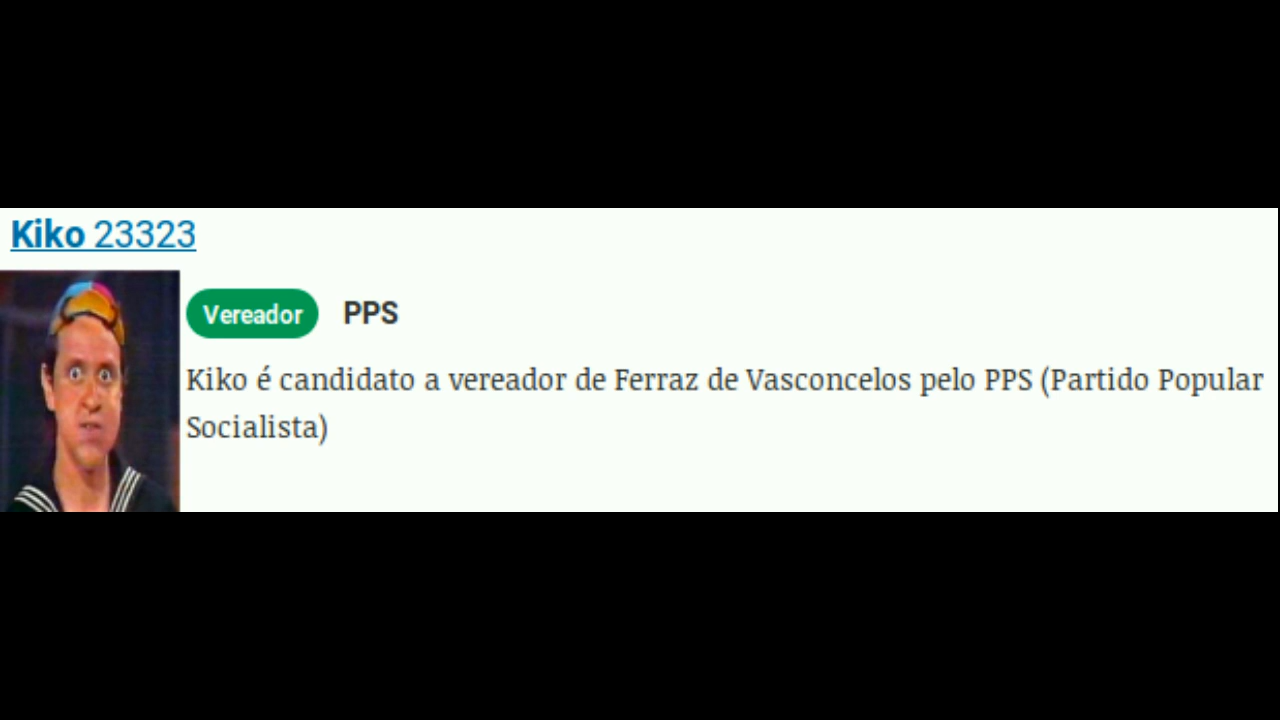 Kiko 23323
Vereador PPS
Kiko é candidato a vereador de Ferraz de Vasconcelos pelo PPS (Partido Popular
Socialista)